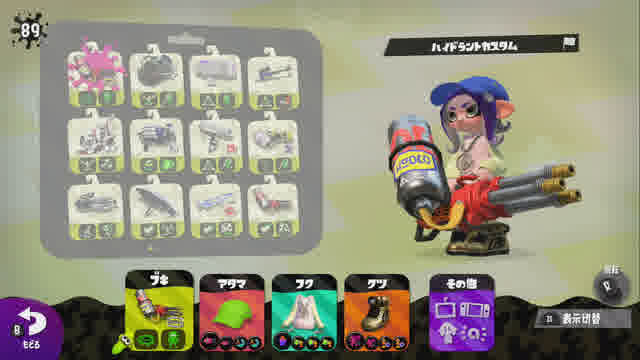 89
ハイドラントカスタム
ブキ
アタマ
フク
クツ
その他
もどる
表示切替